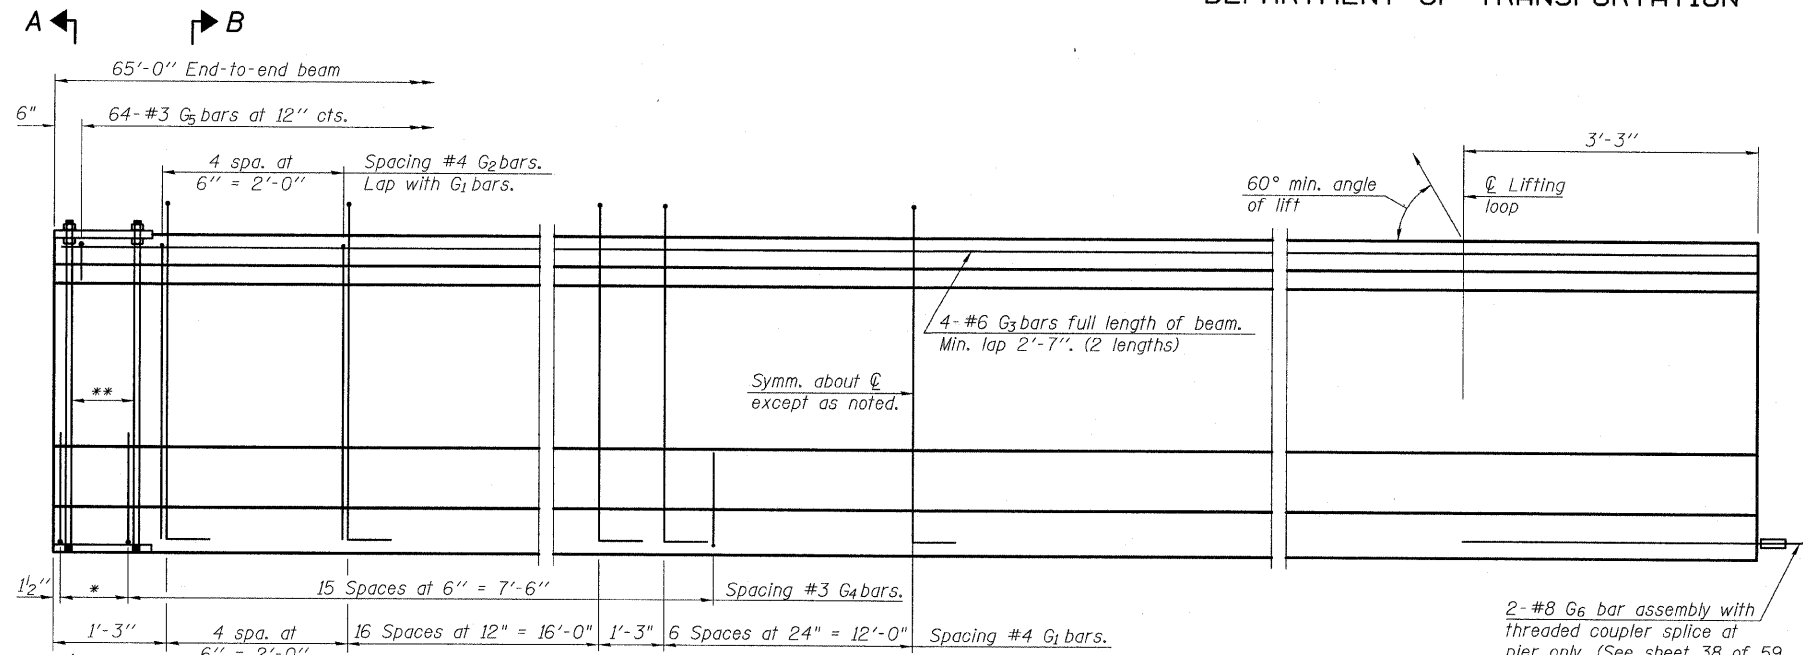 DEPARTMENT OF TRANSPORTATION
A
B
65'-0" End-to-end beam
6"
64-#3 G5 bars at 12" cts.
4 spa. at
6" = 2'-0"
Spacing #4 G2 bars.
Lap with G1 bars.
3'-3"
60° min. angle
of lift
℄ Lifting
loop
4-#6 G3 bars full length of beam.
Min. lap 2'-7". (2 lengths)
Symm. about ℄
except as noted.
**
1½"
*
15 Spaces at 6" = 7'-6"
Spacing #3 G4 bars.
1'-3"
4 spa. at
6" = 2'-0"
16 Spaces at 12" = 16'-0"
1'-3"
6 Spaces at 24" = 12'-0"
Spacing #4 G1 bars.
2-#8 G6 bar assembly with
threaded coupler splice at
pier only. (See sheet 38 of 59